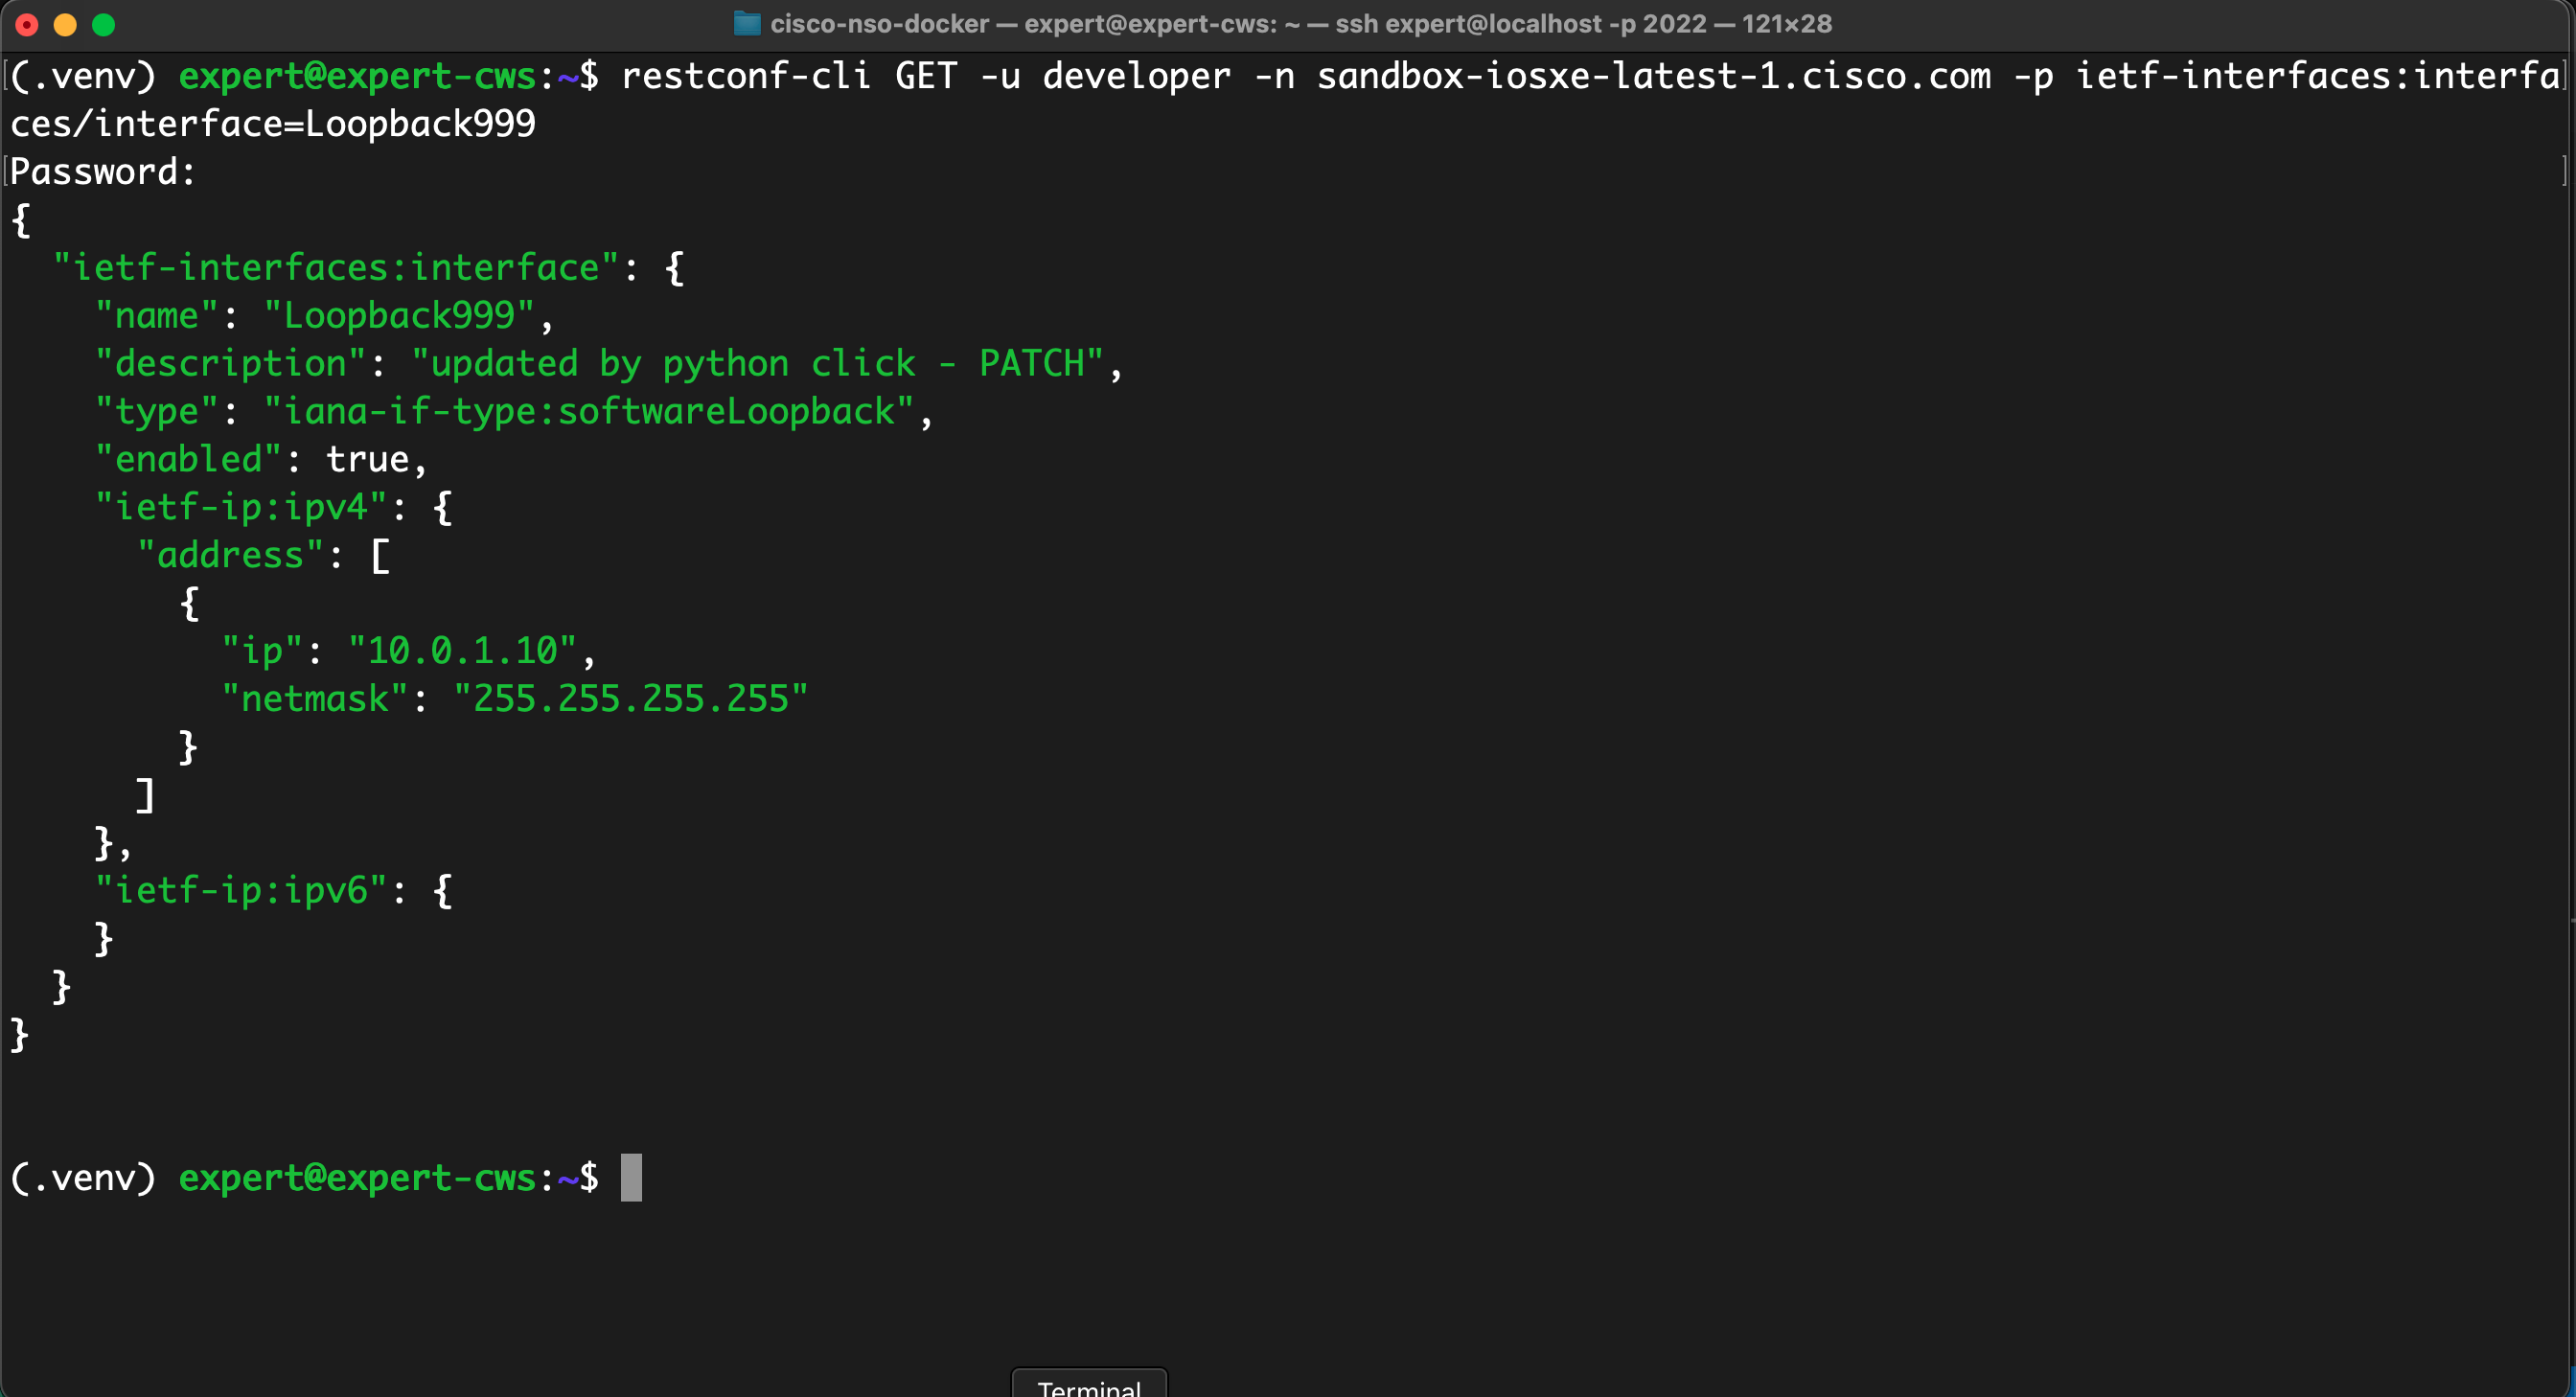 cisco-nso-docker — expert@expert-cws: ~ — ssh expert@localhost -p 2022 — 121×28
(.venv) expert@expert-cws:~$ restconf-cli GET -u developer -n sandbox-iosxe-latest-1.cisco.com -p ietf-interfaces:interfa
ces/interface=Loopback999
Password:
{
  "ietf-interfaces:interface": {
    "name": "Loopback999",
    "description": "updated by python click - PATCH",
    "type": "iana-if-type:softwareLoopback",
    "enabled": true,
    "ietf-ip:ipv4": {
      "address": [
        {
          "ip": "10.0.1.10",
          "netmask": "255.255.255.255"
        }
      ]
    },
    "ietf-ip:ipv6": {
    }
  }
}
(.venv) expert@expert-cws:~$
Terminal